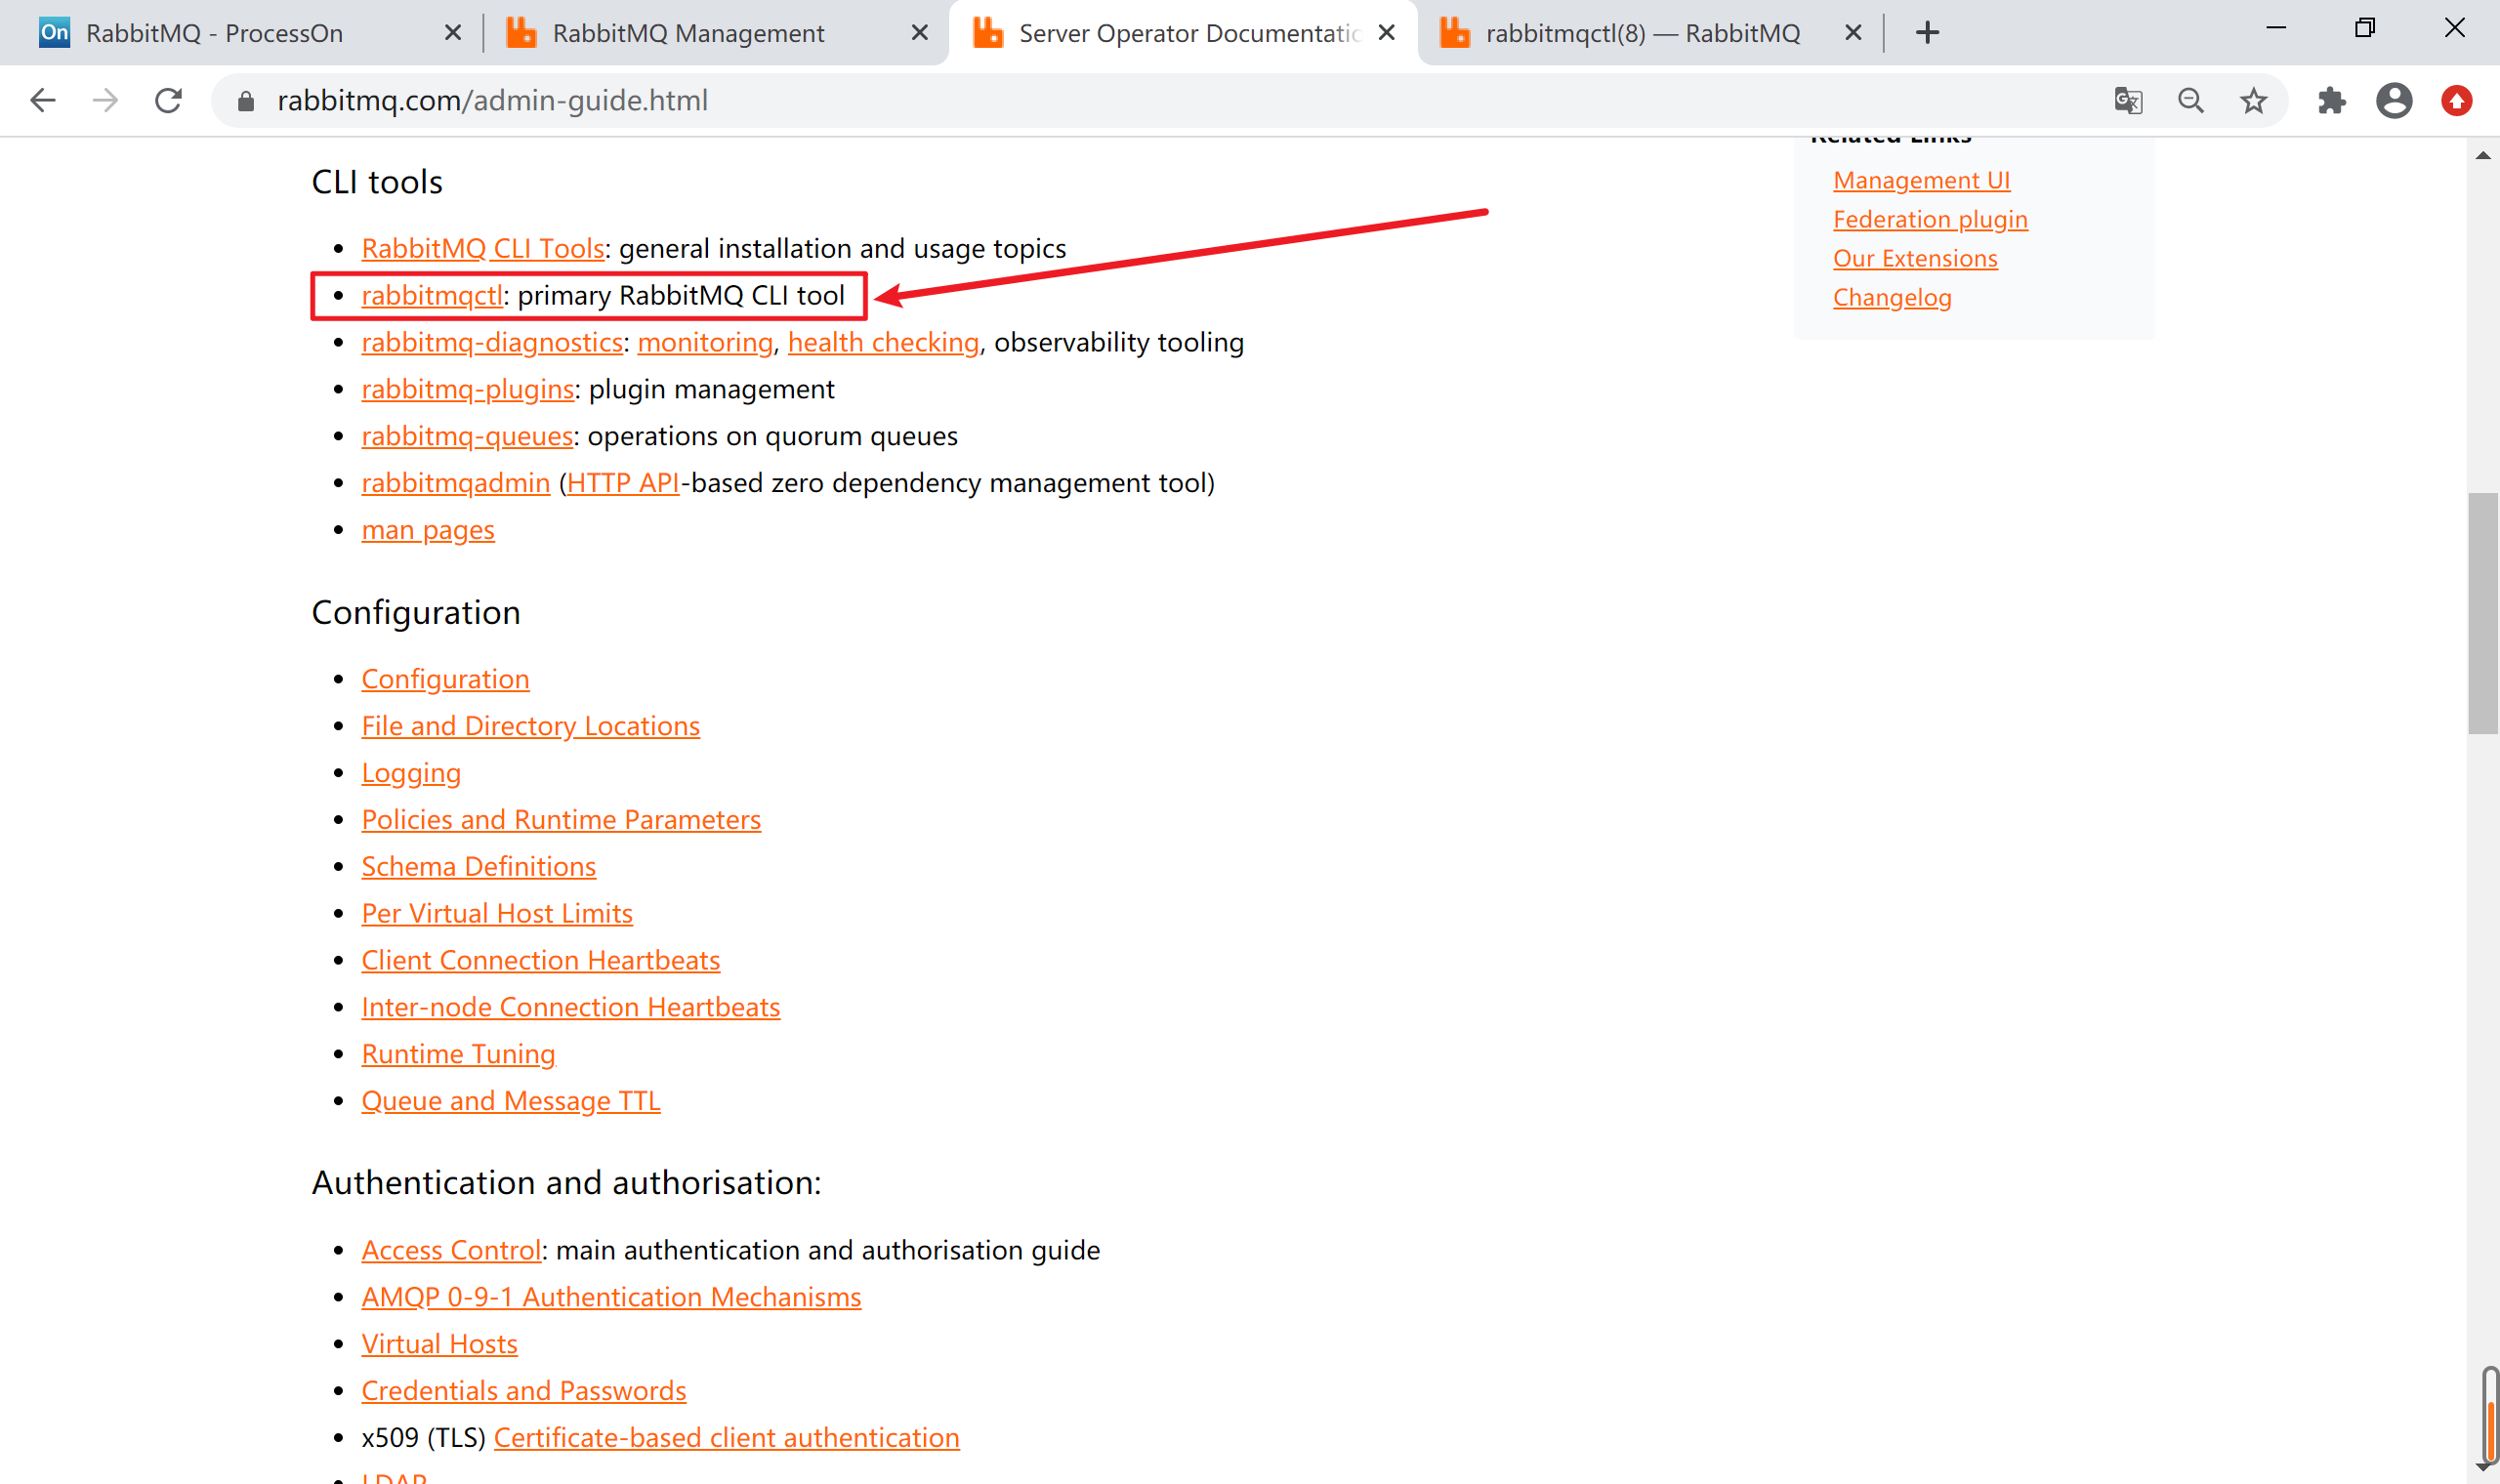 On RabbitMQ - ProcessOn
RabbitMQ Management
Server Operator Documentatic
rabbitmqctl(8) — RabbitMQ
rabbitmq.com/admin-guide.html
Related Links
Management UI
Federation plugin
Our Extensions
Changelog
CLI tools
RabbitMQ CLI Tools: general installation and usage topics
rabbitmqctl: primary RabbitMQ CLI tool
rabbitmq-diagnostics: monitoring, health checking, observability tooling
rabbitmq-plugins: plugin management
rabbitmq-queues: operations on quorum queues
rabbitmqadmin (HTTP API-based zero dependency management tool)
man pages
Configuration
Configuration
File and Directory Locations
Logging
Policies and Runtime Parameters
Schema Definitions
Per Virtual Host Limits
Client Connection Heartbeats
Inter-node Connection Heartbeats
Runtime Tuning
Queue and Message TTL
Authentication and authorisation:
Access Control: main authentication and authorisation guide
AMQP 0-9-1 Authentication Mechanisms
Virtual Hosts
Credentials and Passwords
x509 (TLS) Certificate-based client authentication
LDAP